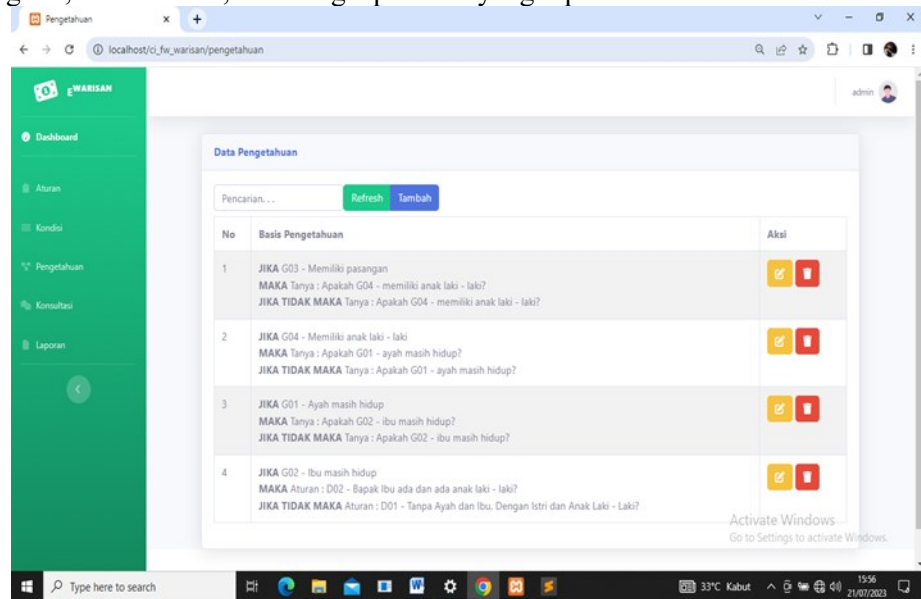 Pengetahuan
localhost/ci_fw_warisan/pengetahuan
EWARISAN
admin
Dashboard
Aturan
Kondisi
Pengetahuan
Konsultasi
Laporan
Data Pengetahuan
Pencarian. . .
Refresh
Tambah
No Basis Pengetahuan Aksi
1 JIKA G03 - Memiliki pasangan
MAKA Tanya : Apakah G04 - memiliki anak laki - laki?
JIKA TIDAK MAKA Tanya : Apakah G04 - memiliki anak laki - laki?
2 JIKA G04 - Memiliki anak laki - laki
MAKA Tanya : Apakah G01 - ayah masih hidup?
JIKA TIDAK MAKA Tanya : Apakah G01 - ayah masih hidup?
3 JIKA G01 - Ayah masih hidup
MAKA Tanya : Apakah G02 - ibu masih hidup?
JIKA TIDAK MAKA Tanya : Apakah G02 - ibu masih hidup?
4 JIKA G02 - Ibu masih hidup
MAKA Aturan : D02 - Bapak Ibu ada dan ada anak laki - laki?
JIKA TIDAK MAKA Aturan : D01 - Tanpa Ayah dan Ibu, Dengan Istri dan Anak Laki - Laki?
Activate Windows
Go to Settings to activate Windows.
Type here to search
33°C Kabut
15:56
21/07/2023